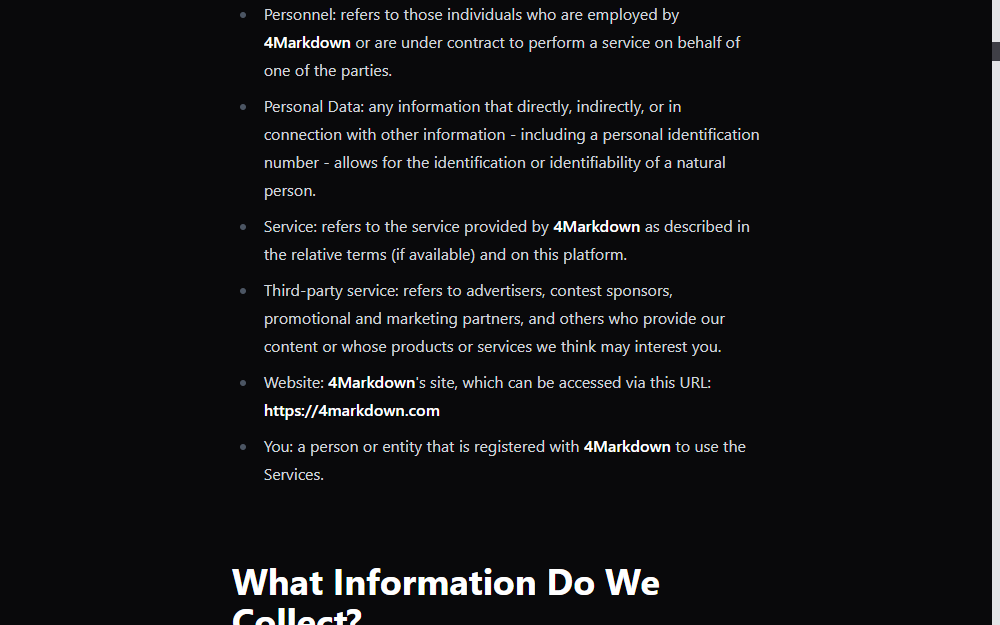 Personnel: refers to those individuals who are employed by
4Markdown or are under contract to perform a service on behalf of
one of the parties.
Personal Data: any information that directly, indirectly, or in
connection with other information - including a personal identification
number - allows for the identification or identifiability of a natural
person.
Service: refers to the service provided by 4Markdown as described in
the relative terms (if available) and on this platform.
Third-party service: refers to advertisers, contest sponsors,
promotional and marketing partners, and others who provide our
content or whose products or services we think may interest you.
Website: 4Markdown's site, which can be accessed via this URL:
https://4markdown.com
You: a person or entity that is registered with 4Markdown to use the
Services.
What Information Do We
Collect?